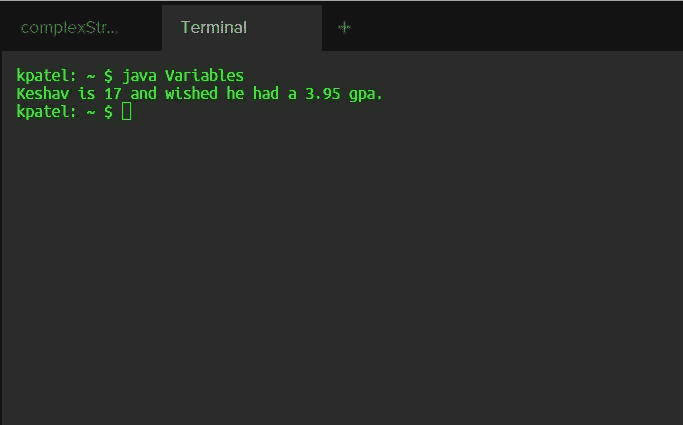 complexStr...
Terminal
+
kpatel: ~ $ java Variables
Keshav is 17 and wished he had a 3.95 gpa.
kpatel: ~ $